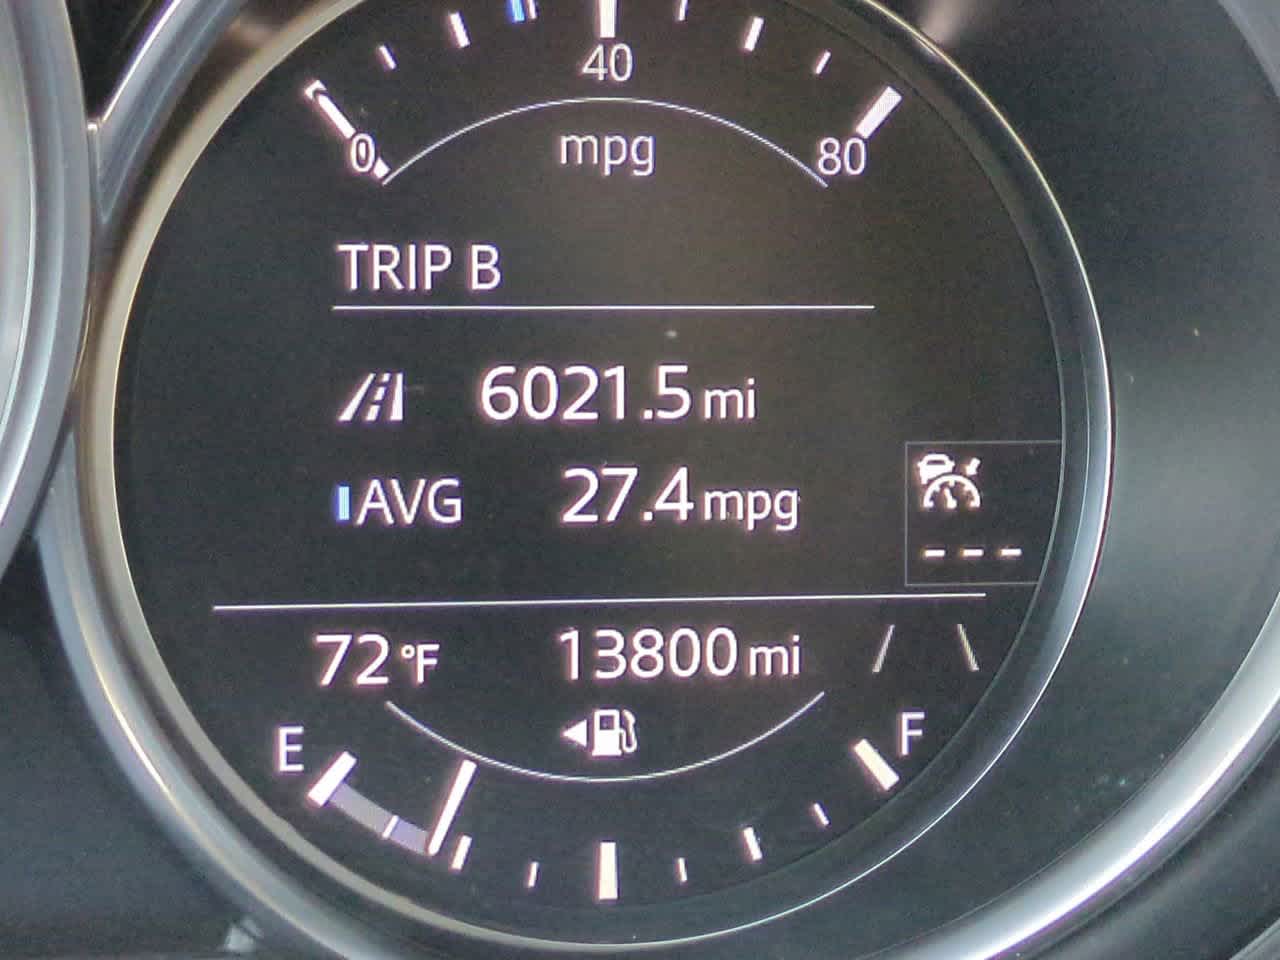 40
0 mpg 80
TRIP B
6021.5 mi
AVG 27.4 mpg
---
72 °F 13800 mi
E F